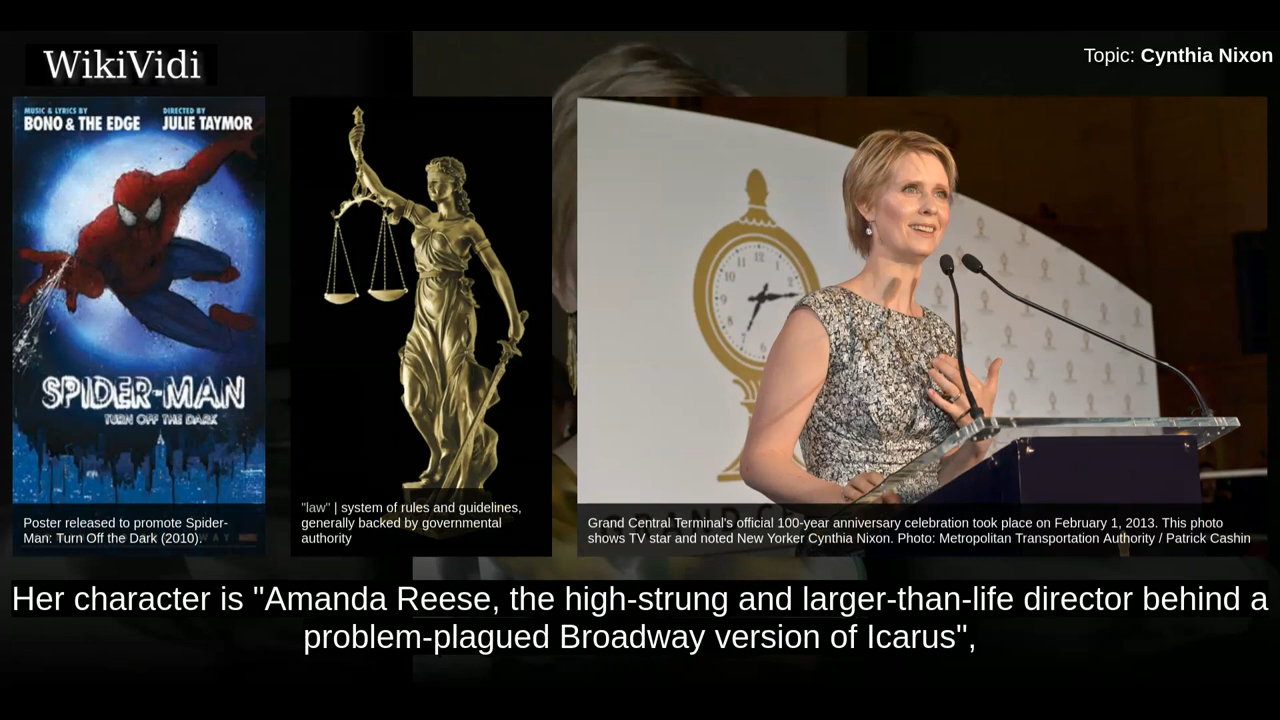 WikiVidi
Topic: Cynthia Nixon
MUSIC & LYRICS BY
BONO & THE EDGE
DIRECTED BY
JULIE TAYMOR
SPIDER-MAN
TURN OFF THE DARK
Poster released to promote Spider-
Man: Turn Off the Dark (2010).
"law" | system of rules and guidelines,
generally backed by governmental
authority
Grand Central Terminal's official 100-year anniversary celebration took place on February 1, 2013. This photo
shows TV star and noted New Yorker Cynthia Nixon. Photo: Metropolitan Transportation Authority / Patrick Cashin
Her character is "Amanda Reese, the high-strung and larger-than-life director behind a
problem-plagued Broadway version of Icarus",